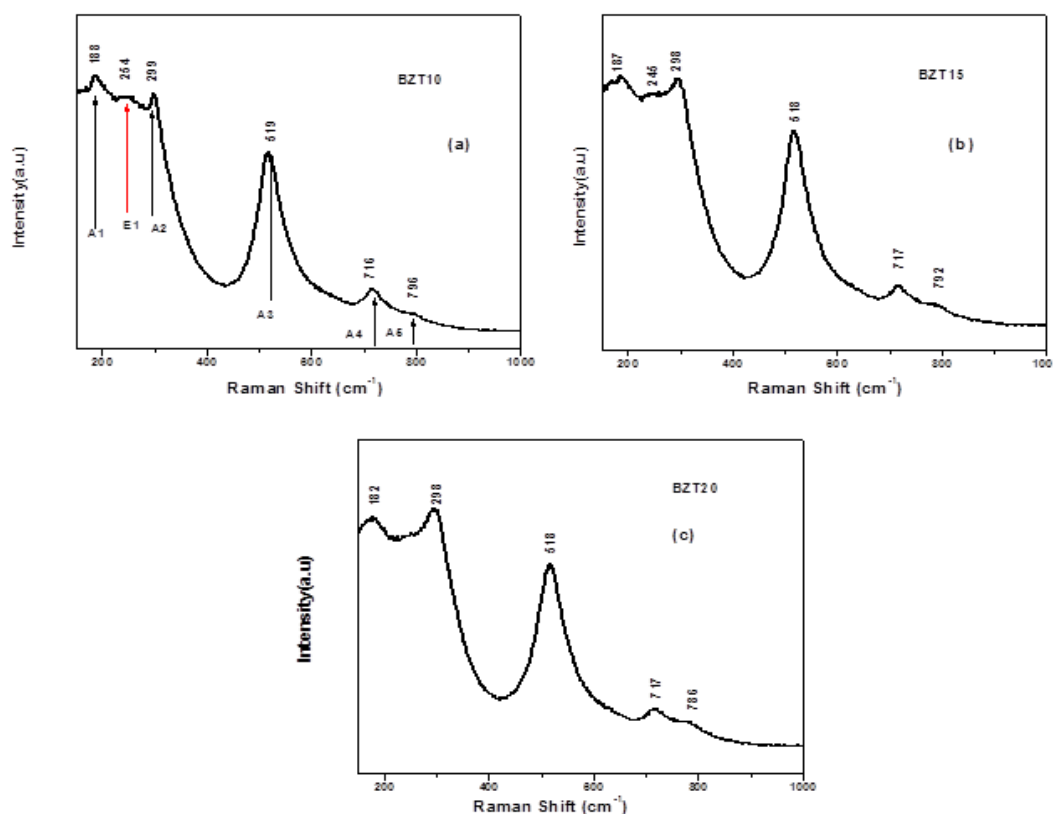 188
254
299
BZT10
519
(a)
A1
E1
A2
716
796
A3
A4
A5
Intensity(a.u)
200
400
600
800
1000
Raman Shift (cm-1)
187
245
298
BZT15
518
(b)
717
792
Intensity(a.u)
200
400
600
800
100
Raman Shift (cm-1)
182
298
BZT20
518
(c)
717
786
Intensity(a.u)
200
400
600
800
1000
Raman Shift (cm-1)